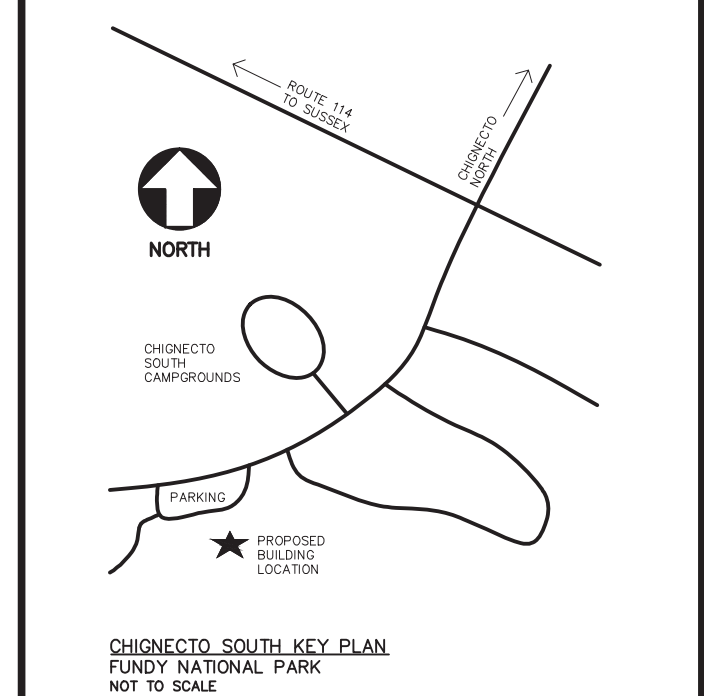 ROUTE 114
TO SUSSEX
CHIGNECTO
NORTH
NORTH
CHIGNECTO
SOUTH
CAMPGROUNDS
PARKING
PROPOSED
BUILDING
LOCATION
CHIGNECTO SOUTH KEY PLAN
FUNDY NATIONAL PARK
NOT TO SCALE